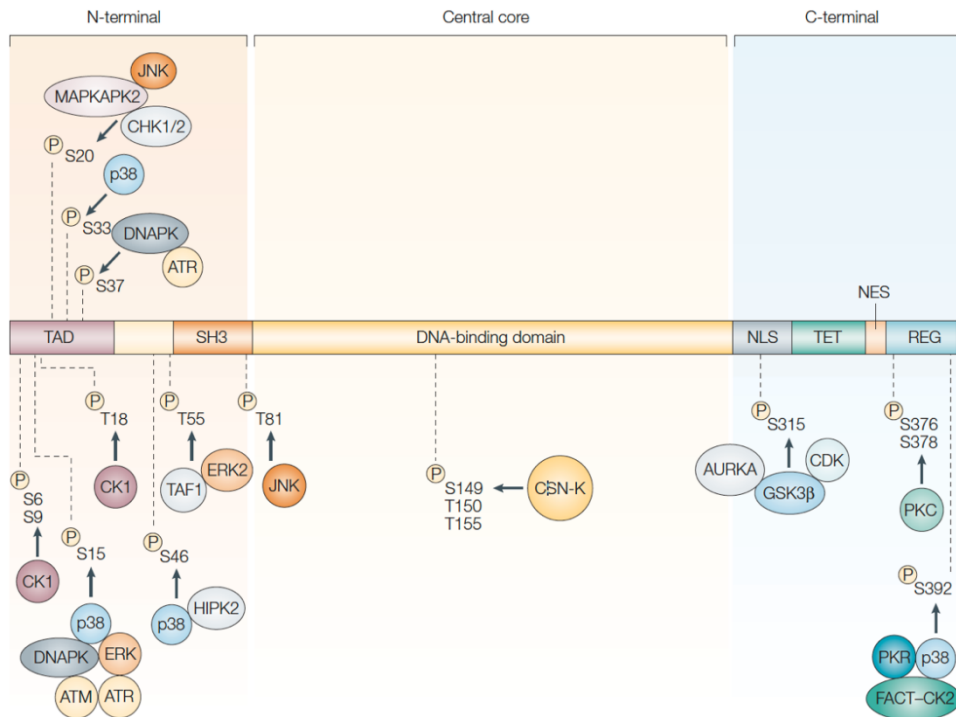 N-terminal
Central core
C-terminal
JNK
MAPKAPK2
CHK1/2
P
S20
p38
P
S33
DNAPK
ATR
P
S37
NES
TAD
SH3
DNA-binding domain
NLS
TET
REG
P
T18
P
T55
P
T81
P
S315
P
S376
S378
CK1
TAF1
ERK2
JNK
AURKA
GSK3β
CDK
PKC
P
S149
T150
T155
P
S6
S9
CK1
P
S15
P
S46
p38
HIPK2
p38
DNAPK
ERK
ATM
ATR
P
S392
PKR
p38
FACT–CK2